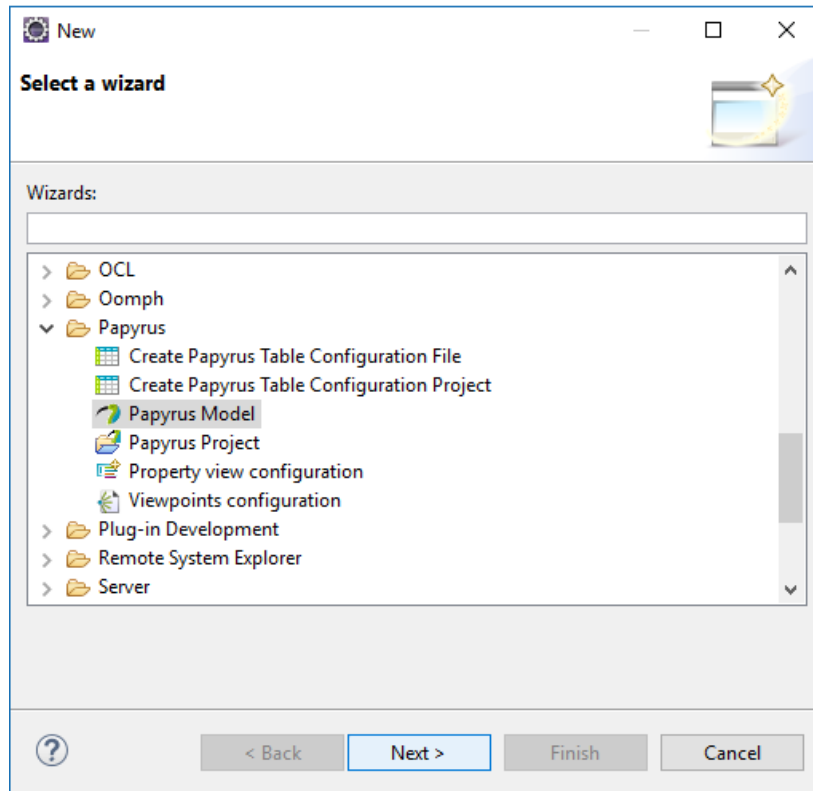 New
Select a wizard
Wizards:
OCL
Oomph
Papyrus
Create Papyrus Table Configuration File
Create Papyrus Table Configuration Project
Papyrus Model
Papyrus Project
Property view configuration
Viewpoints configuration
Plug-in Development
Remote System Explorer
Server
? < Back Next > Finish Cancel